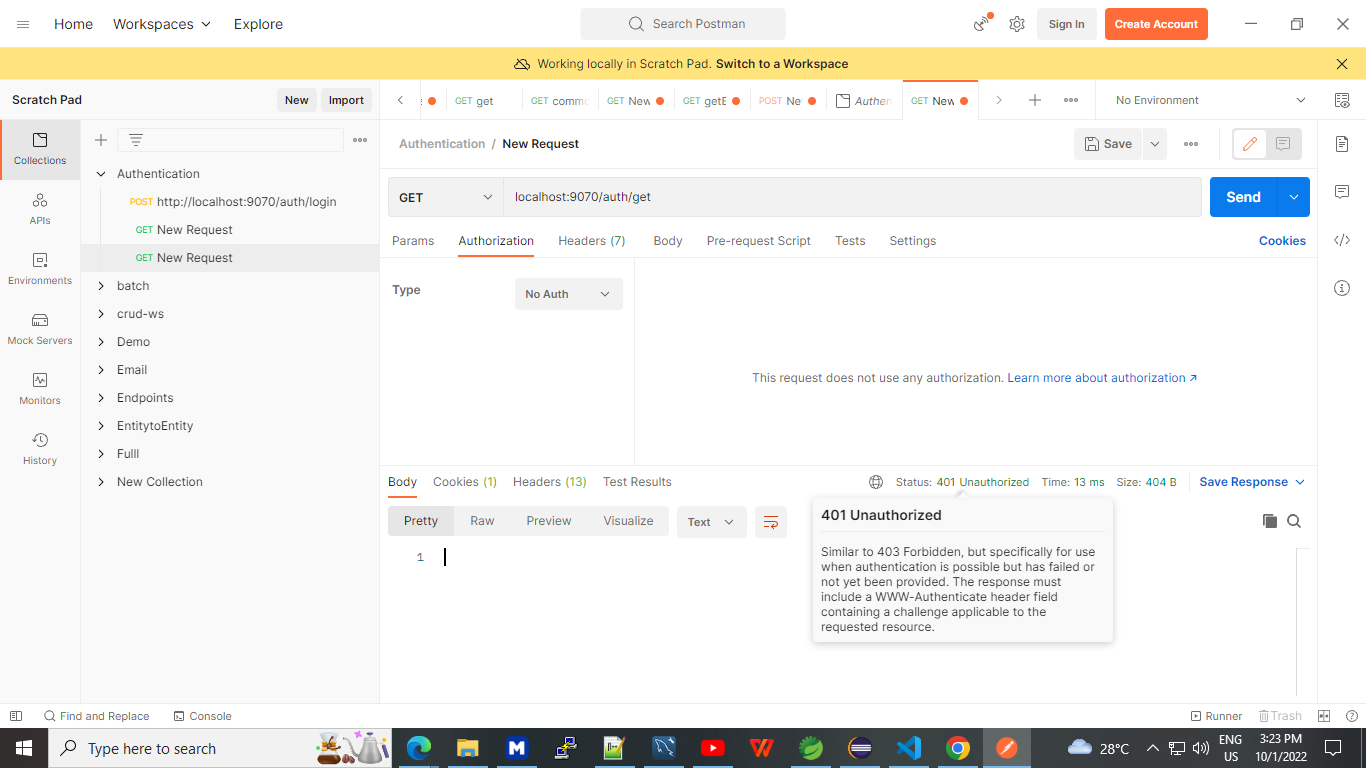 Home Workspaces Explore Search Postman Sign In Create Account
Working locally in Scratch Pad. Switch to a Workspace
Scratch Pad New Import
GET get GET commo GET New GET getE POST Ne Authen GET New No Environment
Collections
APIs
Environments
Mock Servers
Monitors
History
Authentication
POST http://localhost:9070/auth/login
GET New Request
GET New Request
batch
crud-ws
Demo
Email
Endpoints
EntitytoEntity
Fulll
New Collection
Authentication / New Request Save
GET localhost:9070/auth/get Send
Params Authorization Headers (7) Body Pre-request Script Tests Settings Cookies
Type No Auth
This request does not use any authorization. Learn more about authorization ↗
Body Cookies (1) Headers (13) Test Results Status: 401 Unauthorized Time: 13 ms Size: 404 B Save Response
Pretty Raw Preview Visualize Text
1
401 Unauthorized
Similar to 403 Forbidden, but specifically for use
when authentication is possible but has failed or
not yet been provided. The response must
include a WWW-Authenticate header field
containing a challenge applicable to the
requested resource.
Find and Replace Console Runner Trash
Type here to search 28°C ENG 3:23 PM
US 10/1/2022